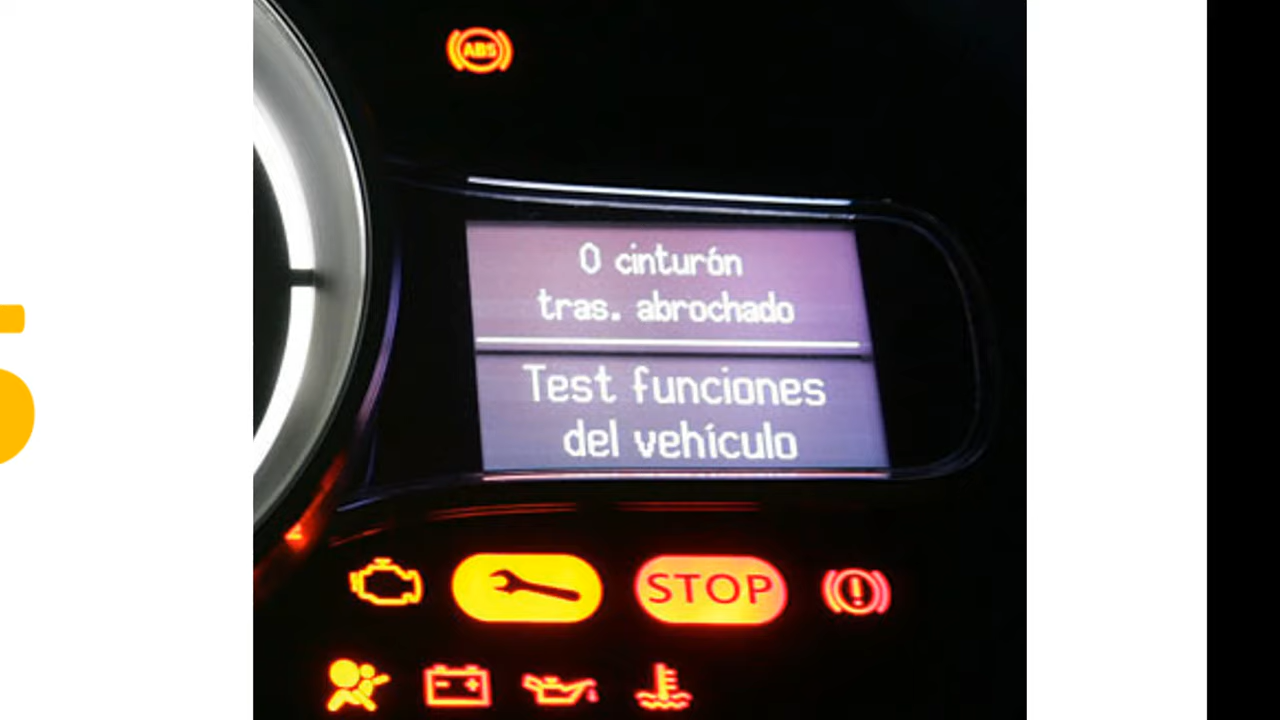 ABS
0 cinturón
tras. abrochado
Test funciones
del vehículo
STOP